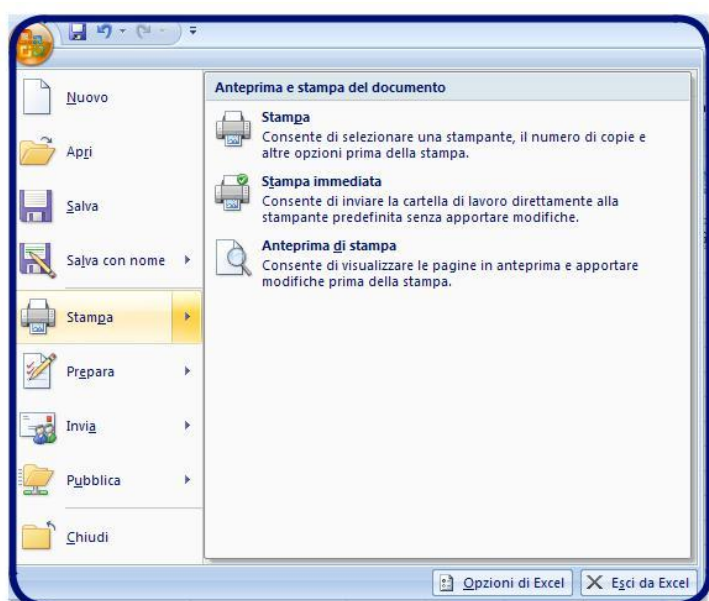 Nuovo
Apri
Salva
Salva con nome
Stampa
Prepara
Invia
Pubblica
Chiudi
Anteprima e stampa del documento
Stampa
Consente di selezionare una stampante, il numero di copie e
altre opzioni prima della stampa.
Stampa immediata
Consente di inviare la cartella di lavoro direttamente alla
stampante predefinita senza apportare modifiche.
Anteprima di stampa
Consente di visualizzare le pagine in anteprima e apportare
modifiche prima della stampa.
Opzioni di Excel
Esci da Excel